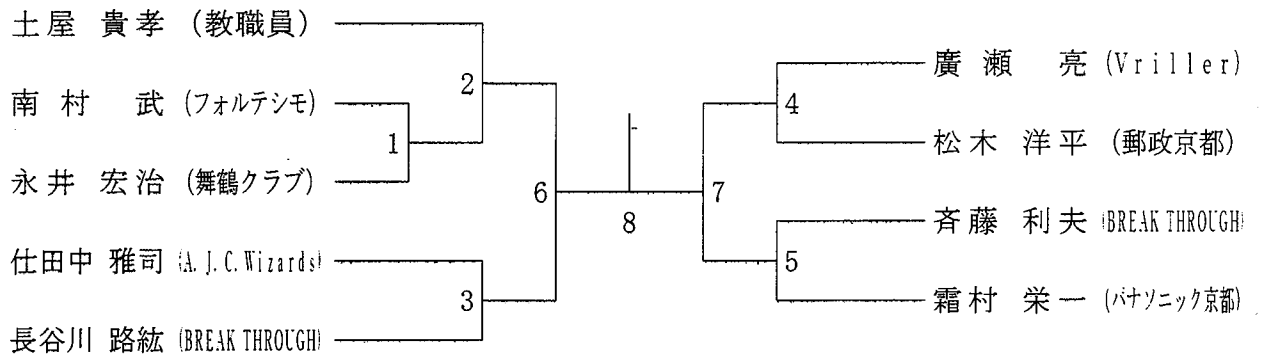 土屋 貴孝 (教職員)
南村 武 (フォルテシモ)
永井 宏治 (舞鶴クラブ)
仕田中 雅司 (A.J.C.Wizards)
長谷川 路紘 (BREAK THROUGH)
1
2
3
6
8
7
4
5
廣瀬 亮 (Vriller)
松木 洋平 (郵政京都)
斉藤 利夫 (BREAK THROUGH)
霜村 栄一 (パナソニック京都)